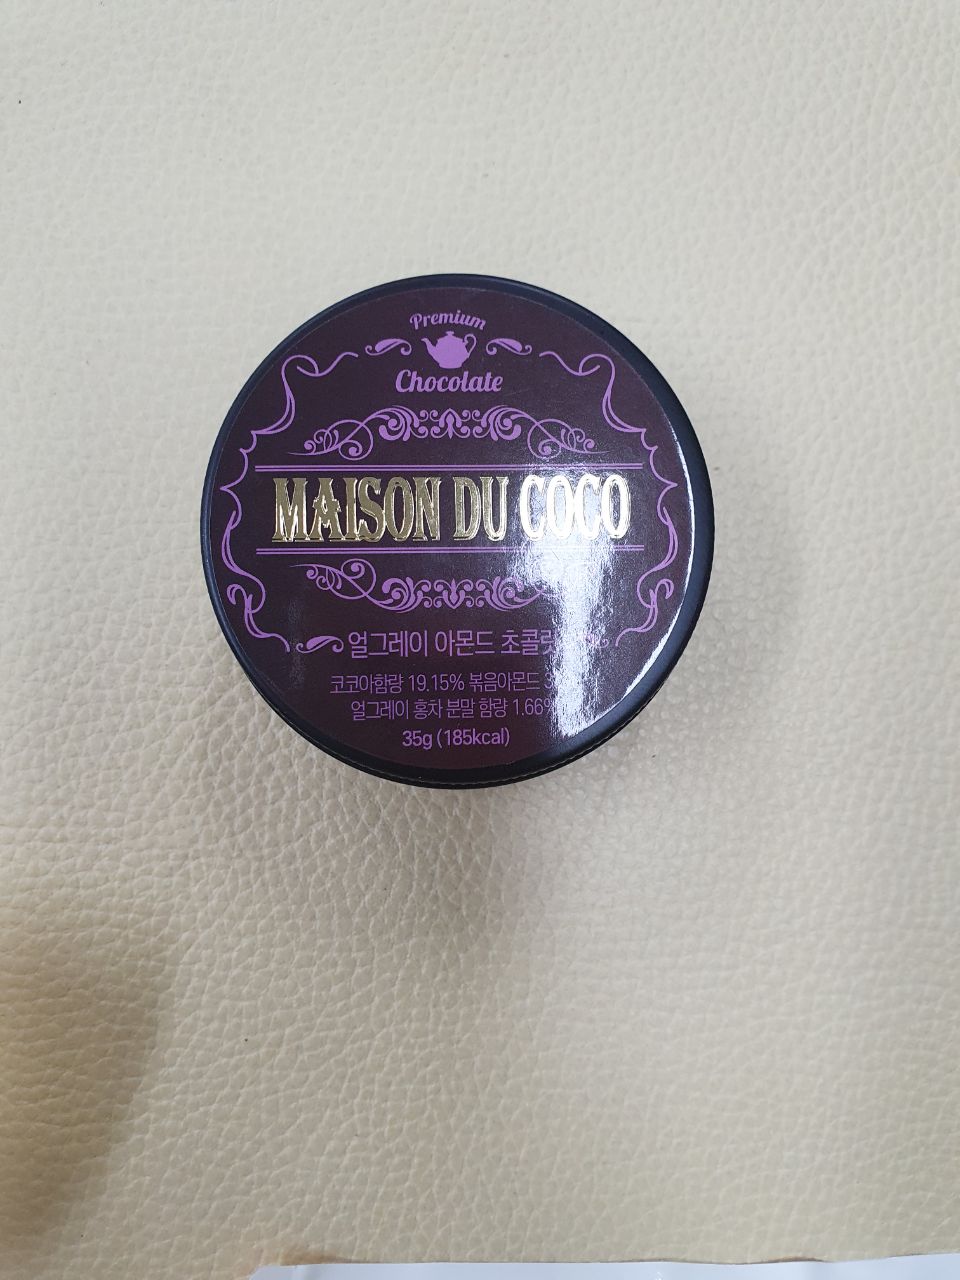 Premium
Chocolate
MAISON DU COCO
얼그레이 아몬드 초콜릿
코코아함량 19.15% 볶음아몬드
얼그레이 홍차 분말 함량 1.66%
35g (185kcal)